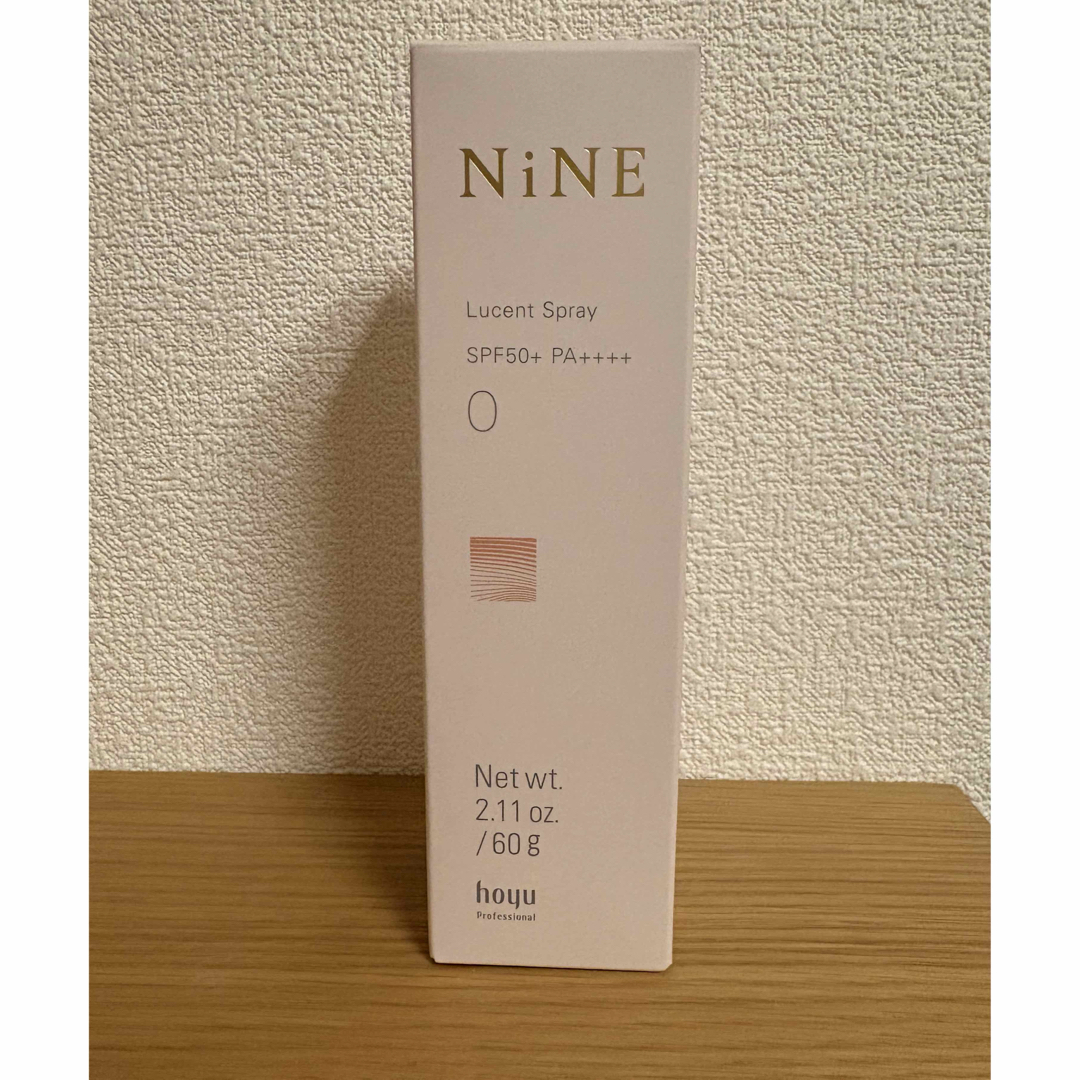 NiNE
Lucent Spray
SPF50+ PA++++
0
Net wt.
2.11 oz.
/60 g
hoyu
Professional